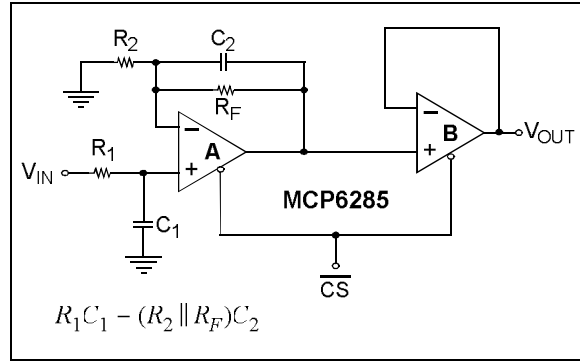 R2
C2
RF
A
B
VOUT
R1
VIN
C1
MCP6285
CS
R1C1 – (R2 || RF)C2